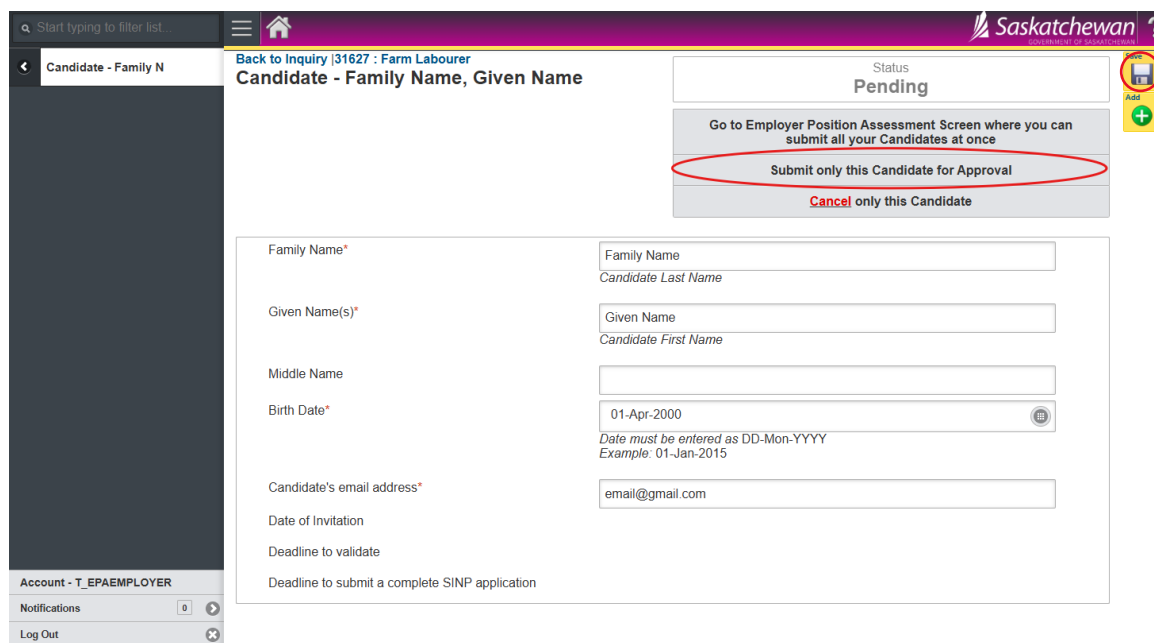 Start typing to filter list...
Saskatchewan ?
GOVERNMENT OF SASKATCHEWAN
Candidate - Family N
Back to Inquiry |31627 : Farm Labourer
Candidate - Family Name, Given Name
Status
Pending
Save
Add
Go to Employer Position Assessment Screen where you can
submit all your Candidates at once
Submit only this Candidate for Approval
Cancel only this Candidate
Family Name*
Family Name
Candidate Last Name
Given Name(s)*
Given Name
Candidate First Name
Middle Name
Birth Date*
01-Apr-2000
Date must be entered as DD-Mon-YYYY
Example: 01-Jan-2015
Candidate's email address*
email@gmail.com
Date of Invitation
Deadline to validate
Deadline to submit a complete SINP application
Account - T_EPAEMPLOYER
Notifications 0
Log Out